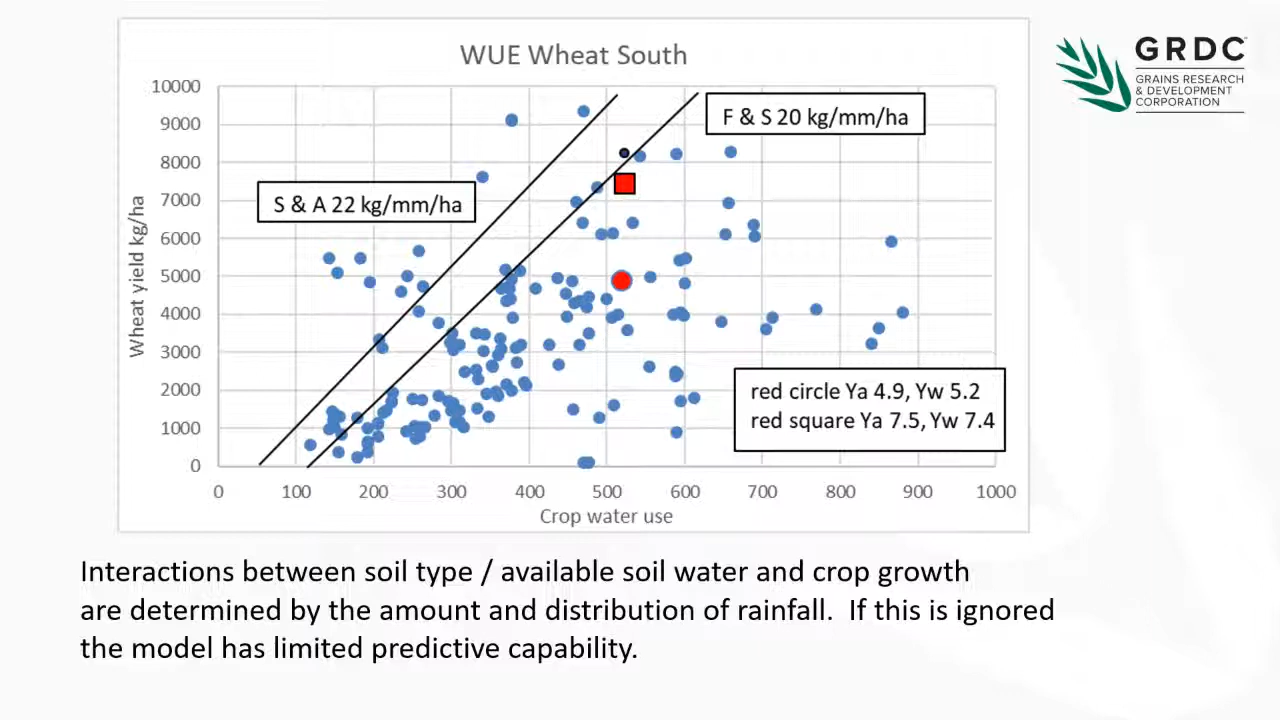 WUE Wheat South
GRDC
GRAINS RESEARCH
& DEVELOPMENT
CORPORATION
10000
9000
8000
7000
6000
5000
4000
3000
2000
1000
0
Wheat yield kg/ha
F & S 20 kg/mm/ha
S & A 22 kg/mm/ha
red circle Ya 4.9, Yw 5.2
red square Ya 7.5, Yw 7.4
0 100 200 300 400 500 600 700 800 900 1000
Crop water use
Interactions between soil type / available soil water and crop growth
are determined by the amount and distribution of rainfall. If this is ignored
the model has limited predictive capability.